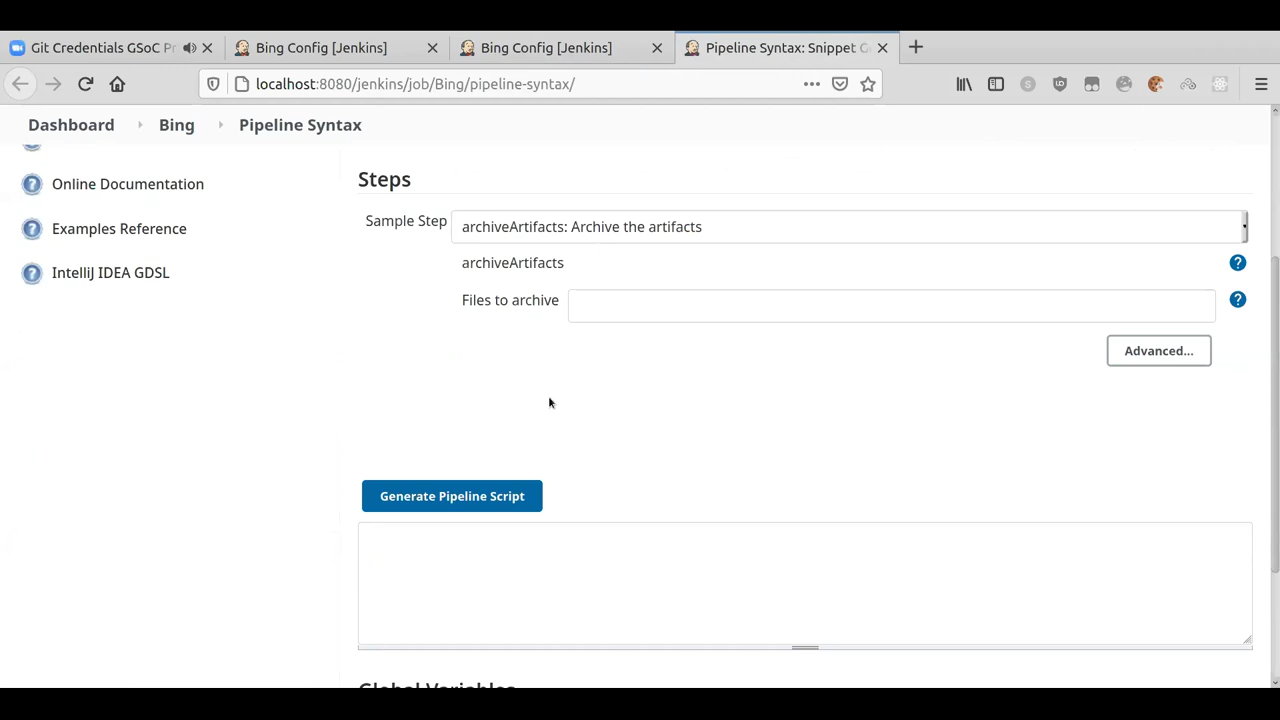 Git Credentials GSoC Pr
Bing Config [Jenkins]
Bing Config [Jenkins]
Pipeline Syntax: Snippet G
localhost:8080/jenkins/job/Bing/pipeline-syntax/
Dashboard
Bing
Pipeline Syntax
Online Documentation
Examples Reference
IntelliJ IDEA GDSL
Steps
Sample Step
archiveArtifacts: Archive the artifacts
archiveArtifacts
Files to archive
Advanced...
Generate Pipeline Script
Global Variables